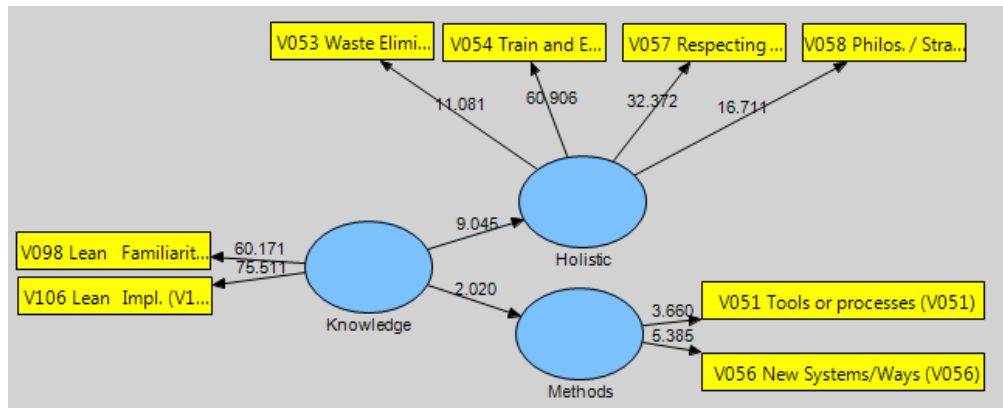 V053 Waste Elimi...
V054 Train and E...
V057 Respecting ...
V058 Philos. / Stra...
11.081
60.906
32.372
16.711
9.045
Holistic
V098 Lean Familiarit...
60.171
75.511
V106 Lean Impl. (V1...
Knowledge
2.020
3.660
V051 Tools or processes (V051)
5.385
V056 New Systems/Ways (V056)
Methods